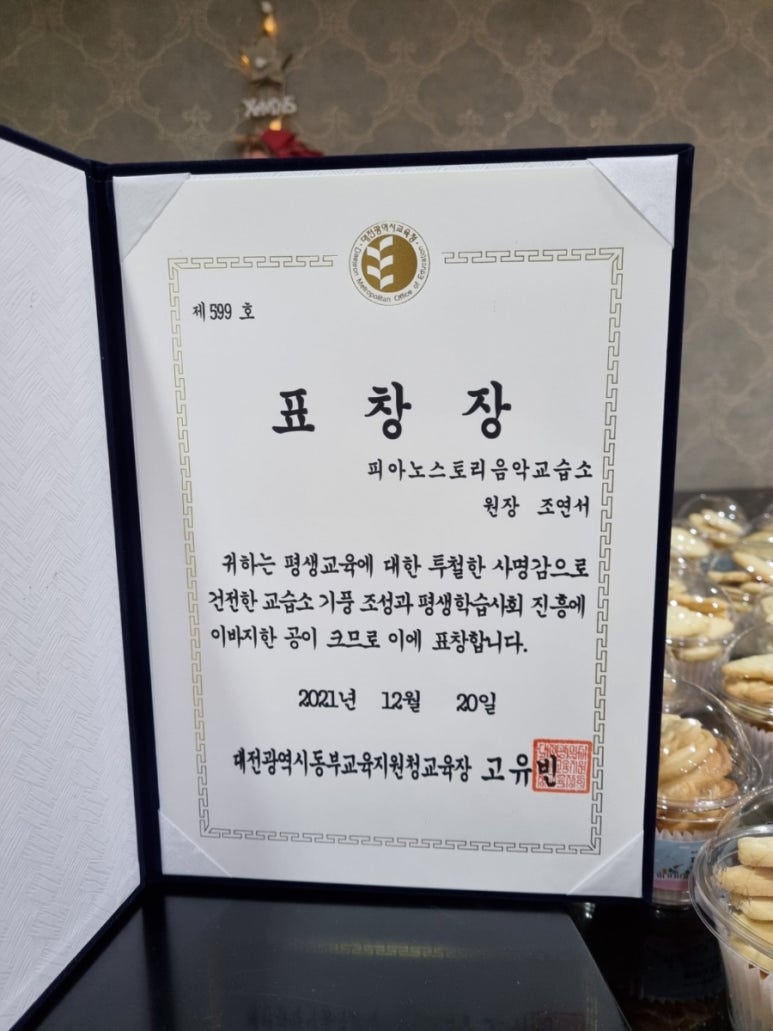 대전광역시교육청
Daejeon Metropolitan Office of Education
제 599 호
표 창 장
피아노스토리음악교습소
원장 조연서
귀하는 평생교육에 대한 투철한 사명감으로
건전한 교습소 기풍 조성과 평생학습사회 진흥에
이바지한 공이 크므로 이에 표창합니다.
2021년 12월 20일
대전광역시동부교육지원청교육장 고유빈